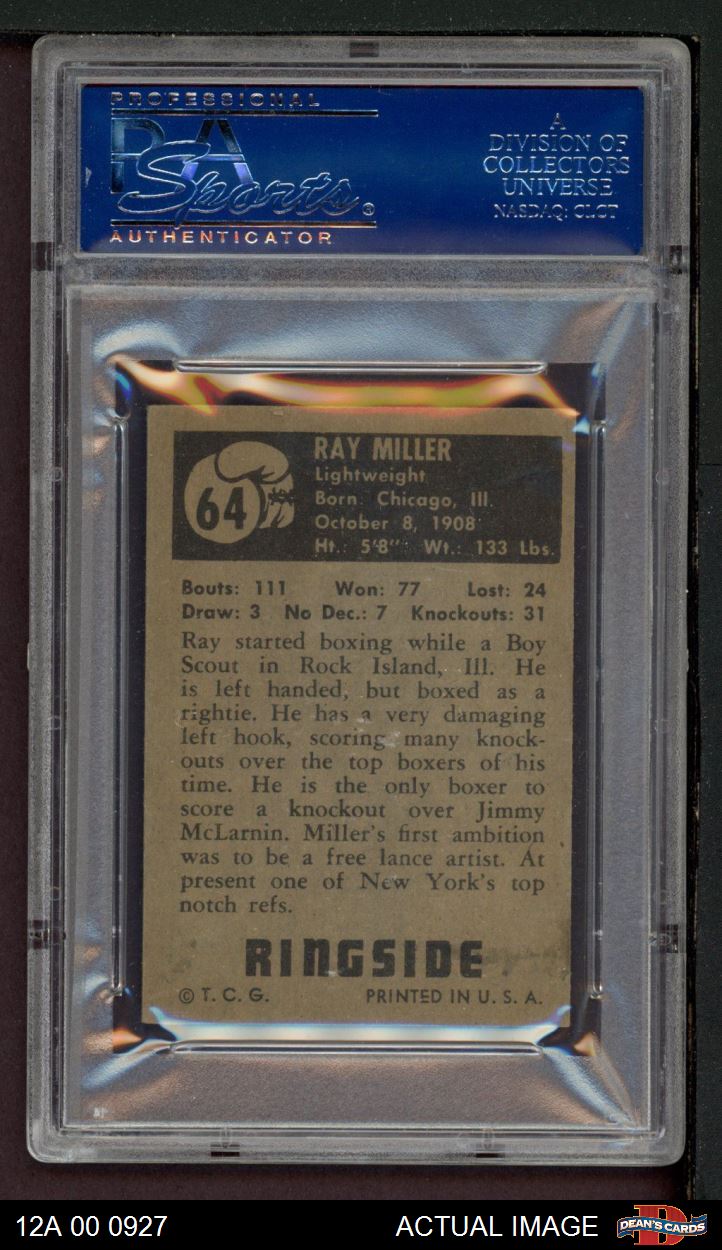 PROFESSIONAL
PSA
Sports®
AUTHENTICATOR
A
DIVISION OF
COLLECTORS
UNIVERSE
NASDAQ: CLCT
64
RAY MILLER
Lightweight
Born: Chicago, Ill.
October 8, 1908
Ht.: 5'8" Wt.: 133 Lbs.
Bouts: 111 Won: 77 Lost: 24
Draw: 3 No Dec.: 7 Knockouts: 31
Ray started boxing while a Boy
Scout in Rock Island, Ill. He
is left handed, but boxed as a
rightie. He has a very damaging
left hook, scoring many knock-
outs over the top boxers of his
time. He is the only boxer to
score a knockout over Jimmy
McLarnin. Miller's first ambition
was to be a free lance artist. At
present one of New York's top
notch refs.
RINGSIDE
© T. C. G. PRINTED IN U. S. A.
12A 00 0927 ACTUAL IMAGE DEAN'S CARDS